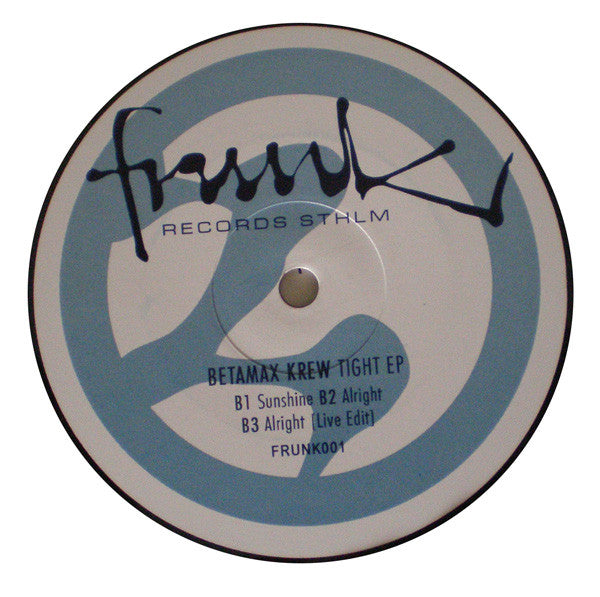 frunk
RECORDS STHLM
BETAMAX KREW TIGHT EP
B1 Sunshine B2 Alright
B3 Alright [Live Edit]
FRUNK001